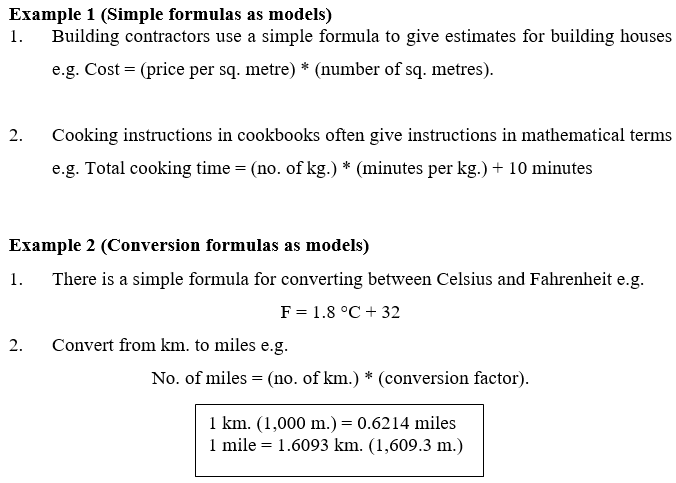 Example 1 (Simple formulas as models)
1. Building contractors use a simple formula to give estimates for building houses
e.g. Cost = (price per sq. metre) * (number of sq. metres).
2. Cooking instructions in cookbooks often give instructions in mathematical terms
e.g. Total cooking time = (no. of kg.) * (minutes per kg.) + 10 minutes
Example 2 (Conversion formulas as models)
1. There is a simple formula for converting between Celsius and Fahrenheit e.g.
F = 1.8 °C + 32
2. Convert from km. to miles e.g.
No. of miles = (no. of km.) * (conversion factor).
1 km. (1,000 m.) = 0.6214 miles
1 mile = 1.6093 km. (1,609.3 m.)